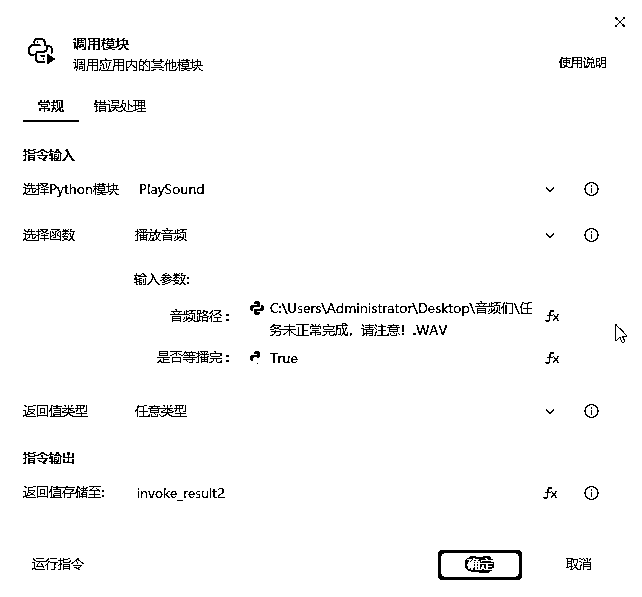 调用模块
调用应用内的其他模块
使用说明
常规 错误处理
指令输入
选择Python模块 PlaySound
选择函数 播放音频
输入参数:
音频路径： C:\Users\Administrator\Desktop\音频们\任
务未正常完成，请注意！.WAV
是否等播完： True
返回值类型 任意类型
指令输出
返回值存储至: invoke_result2
运行指令 确定 取消